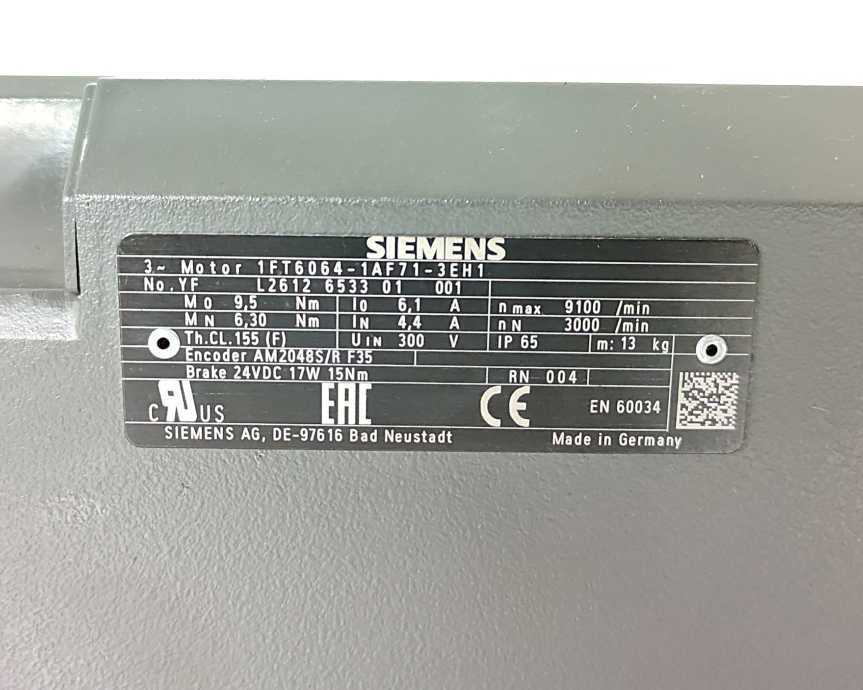 SIEMENS
3~ Motor 1FT6064-1AF71-3EH1
No.YF L2612 6533 01 001
M0 9,5 Nm I0 6,1 A n max 9100 /min
MN 6,30 Nm IN 4,4 A n N 3000 /min
Th.CL.155 (F) UIN 300 V IP 65 m: 13 kg
Encoder AM2048S/R F35
Brake 24VDC 17W 15Nm RN 004
c RU US EAC CE EN 60034
SIEMENS AG, DE-97616 Bad Neustadt Made in Germany